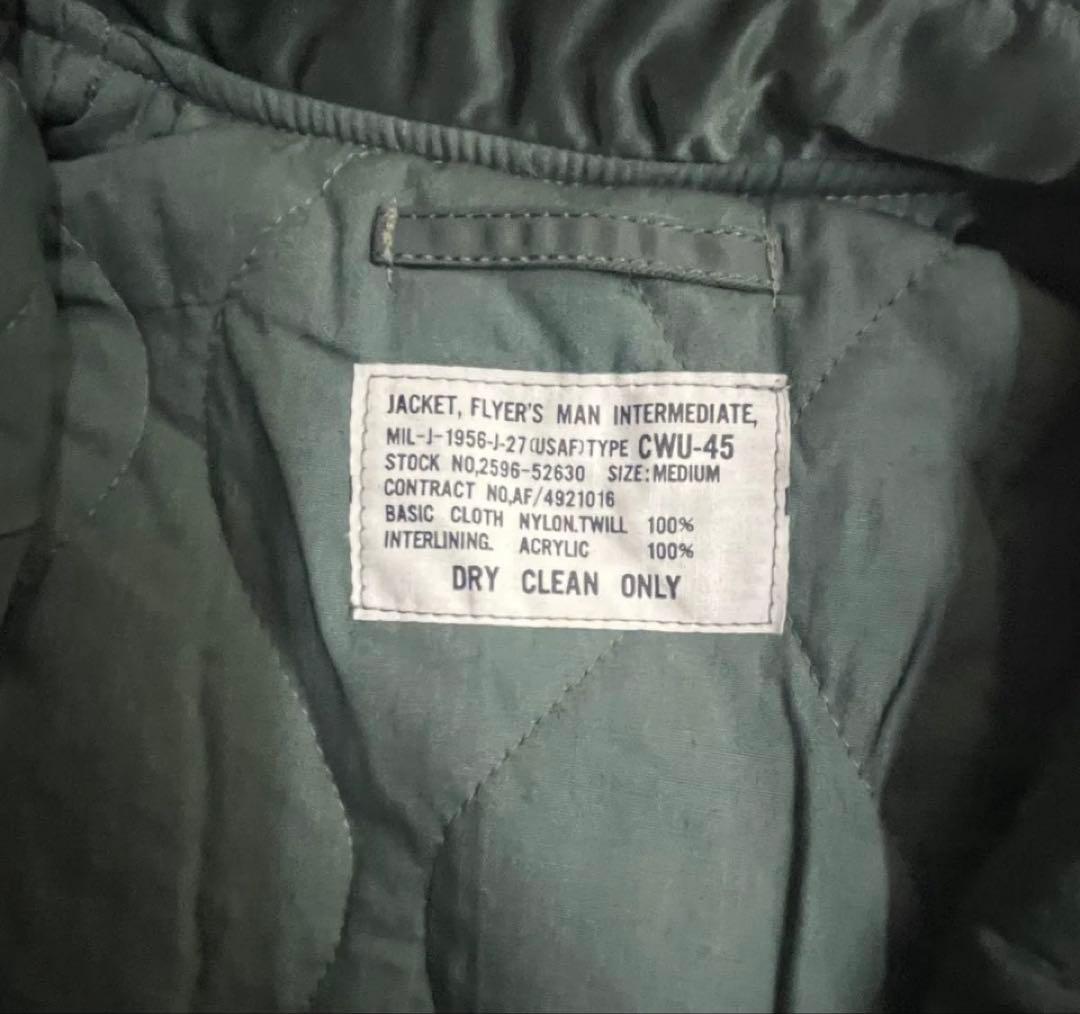 JACKET, FLYER'S MAN INTERMEDIATE,
MIL-J-1956-J-27(USAF)TYPE CWU-45
STOCK NO,2596-52630 SIZE:MEDIUM
CONTRACT NO,AF/4921016
BASIC CLOTH NYLON.TWILL 100%
INTERLINING. ACRYLIC 100%
DRY CLEAN ONLY